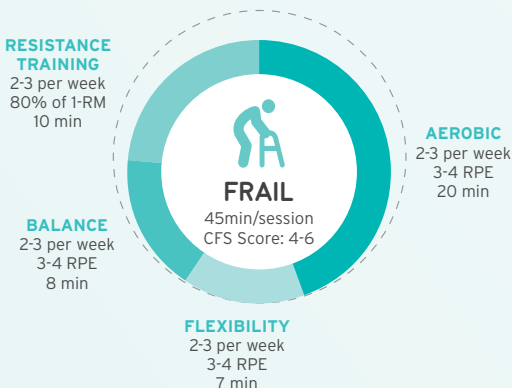 RESISTANCE
TRAINING
2-3 per week
80% of 1-RM
10 min
AEROBIC
2-3 per week
3-4 RPE
20 min
FRAIL
45min/session
CFS Score: 4-6
BALANCE
2-3 per week
3-4 RPE
8 min
FLEXIBILITY
2-3 per week
3-4 RPE
7 min